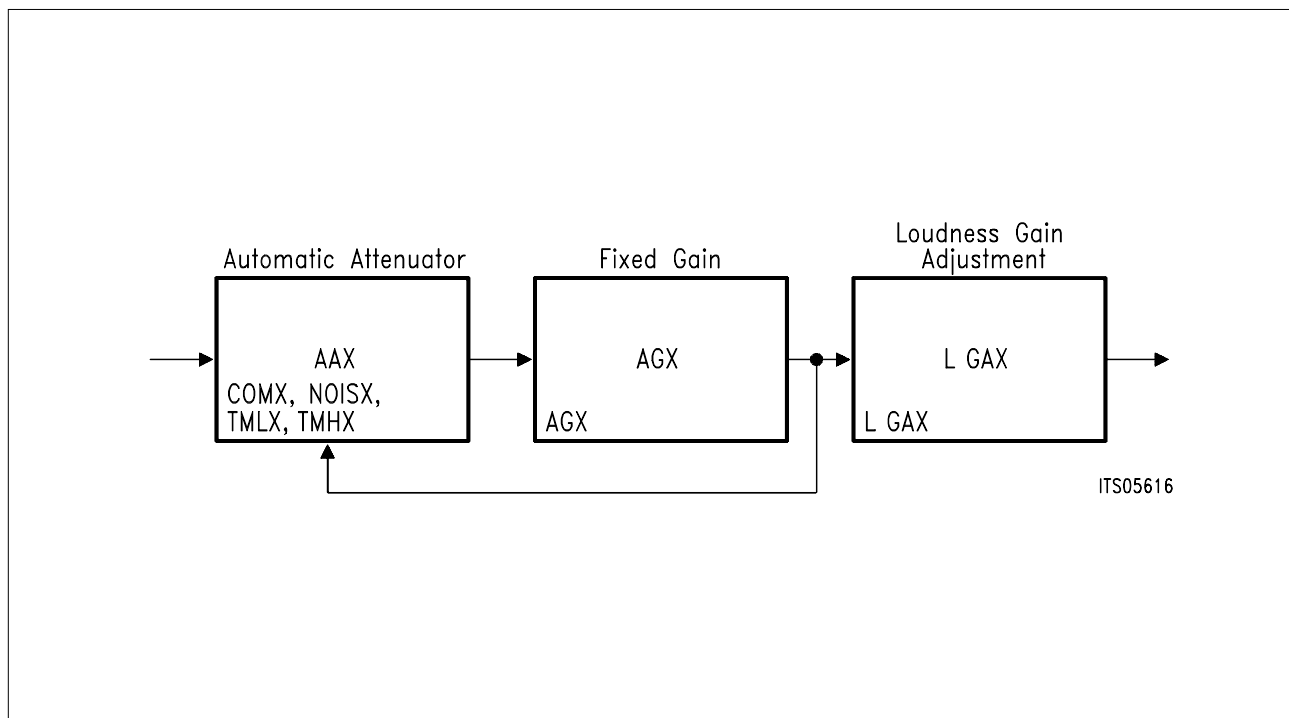 Automatic Attenuator
AAX
COMX, NOISX,
TMLX, TMHX
Fixed Gain
AGX
AGX
Loudness Gain
Adjustment
L GAX
L GAX
ITS05616